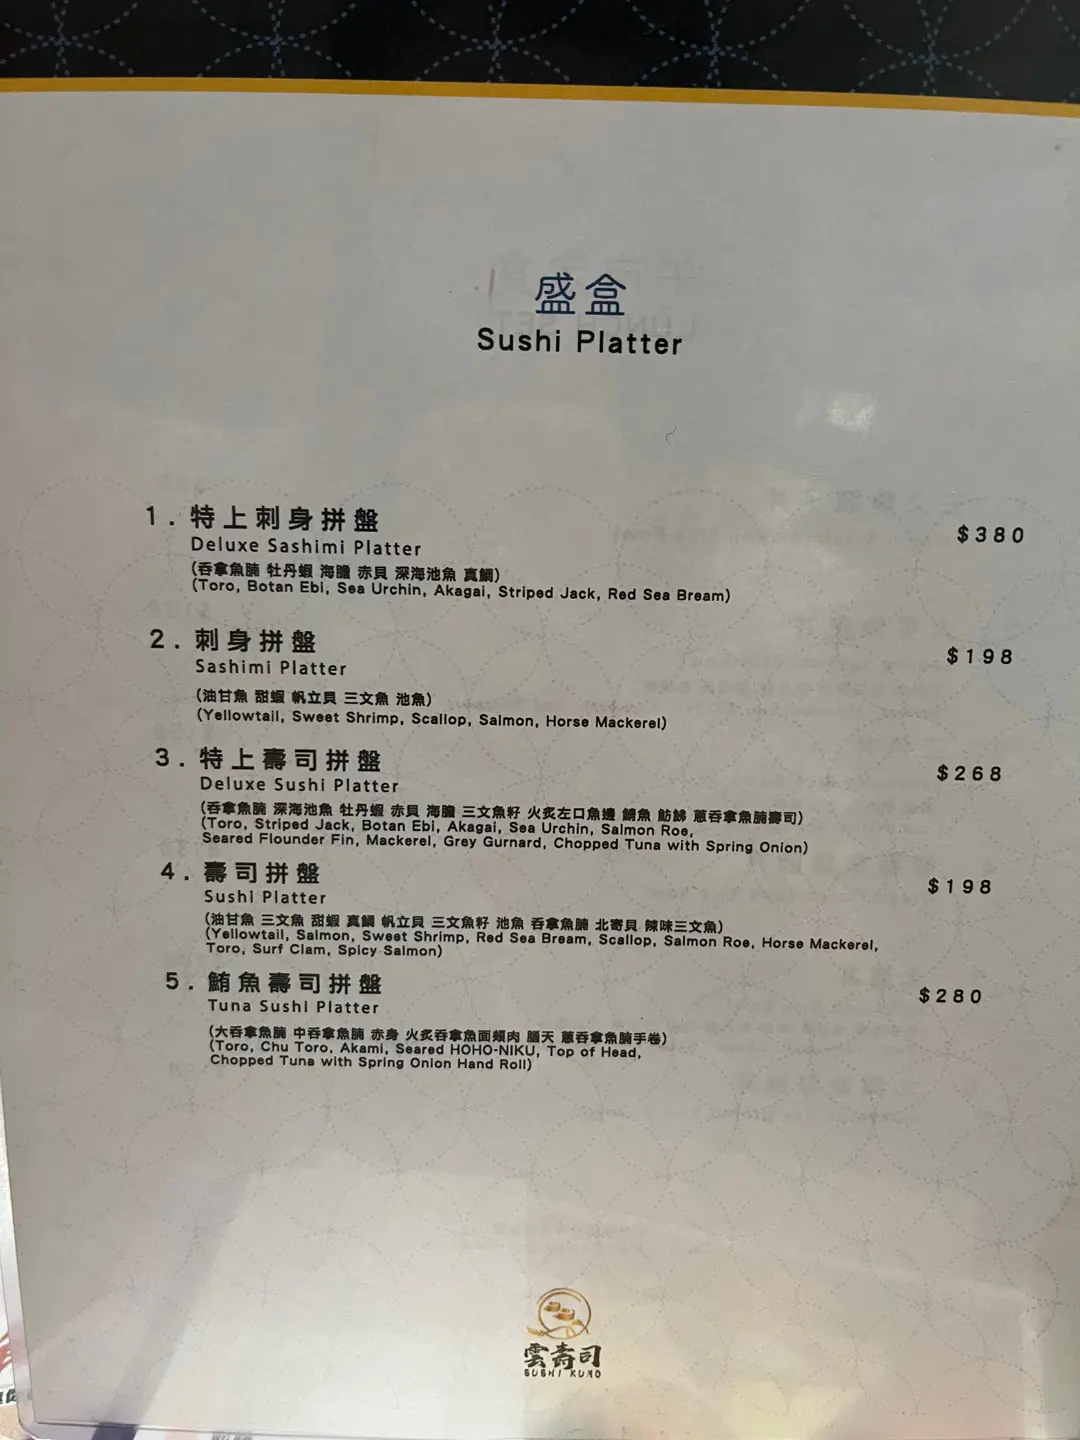 盛盒
Sushi Platter
1. 特上刺身拼盤
$380
Deluxe Sashimi Platter
(吞拿魚腩 牡丹蝦 海膽 赤貝 深海池魚 真鯛)
(Toro, Botan Ebi, Sea Urchin, Akagai, Striped Jack, Red Sea Bream)
2. 刺身拼盤
$198
Sashimi Platter
(油甘魚 甜蝦 帆立貝 三文魚 池魚)
(Yellowtail, Sweet Shrimp, Scallop, Salmon, Horse Mackerel)
3. 特上壽司拼盤
$268
Deluxe Sushi Platter
(吞拿魚腩 深海池魚 牡丹蝦 赤貝 海膽 三文魚籽 火炙左口魚邊 鯖魚 魴鮄 蔥吞拿魚腩壽司)
(Toro, Striped Jack, Botan Ebi, Akagai, Sea Urchin, Salmon Roe,
Seared Flounder Fin, Mackerel, Grey Gurnard, Chopped Tuna with Spring Onion)
4. 壽司拼盤
$198
Sushi Platter
(油甘魚 三文魚 甜蝦 真鯛 帆立貝 三文魚籽 池魚 吞拿魚腩 北寄貝 辣味三文魚)
(Yellowtail, Salmon, Sweet Shrimp, Red Sea Bream, Scallop, Salmon Roe, Horse Mackerel,
Toro, Surf Clam, Spicy Salmon)
5. 鮪魚壽司拼盤
$280
Tuna Sushi Platter
(大吞拿魚腩 中吞拿魚腩 赤身 火炙吞拿魚面頰肉 腦天 蔥吞拿魚腩手卷)
(Toro, Chu Toro, Akami, Seared HOHO-NIKU, Top of Head,
Chopped Tuna with Spring Onion Hand Roll)
雲壽司
SUSHI KUMO